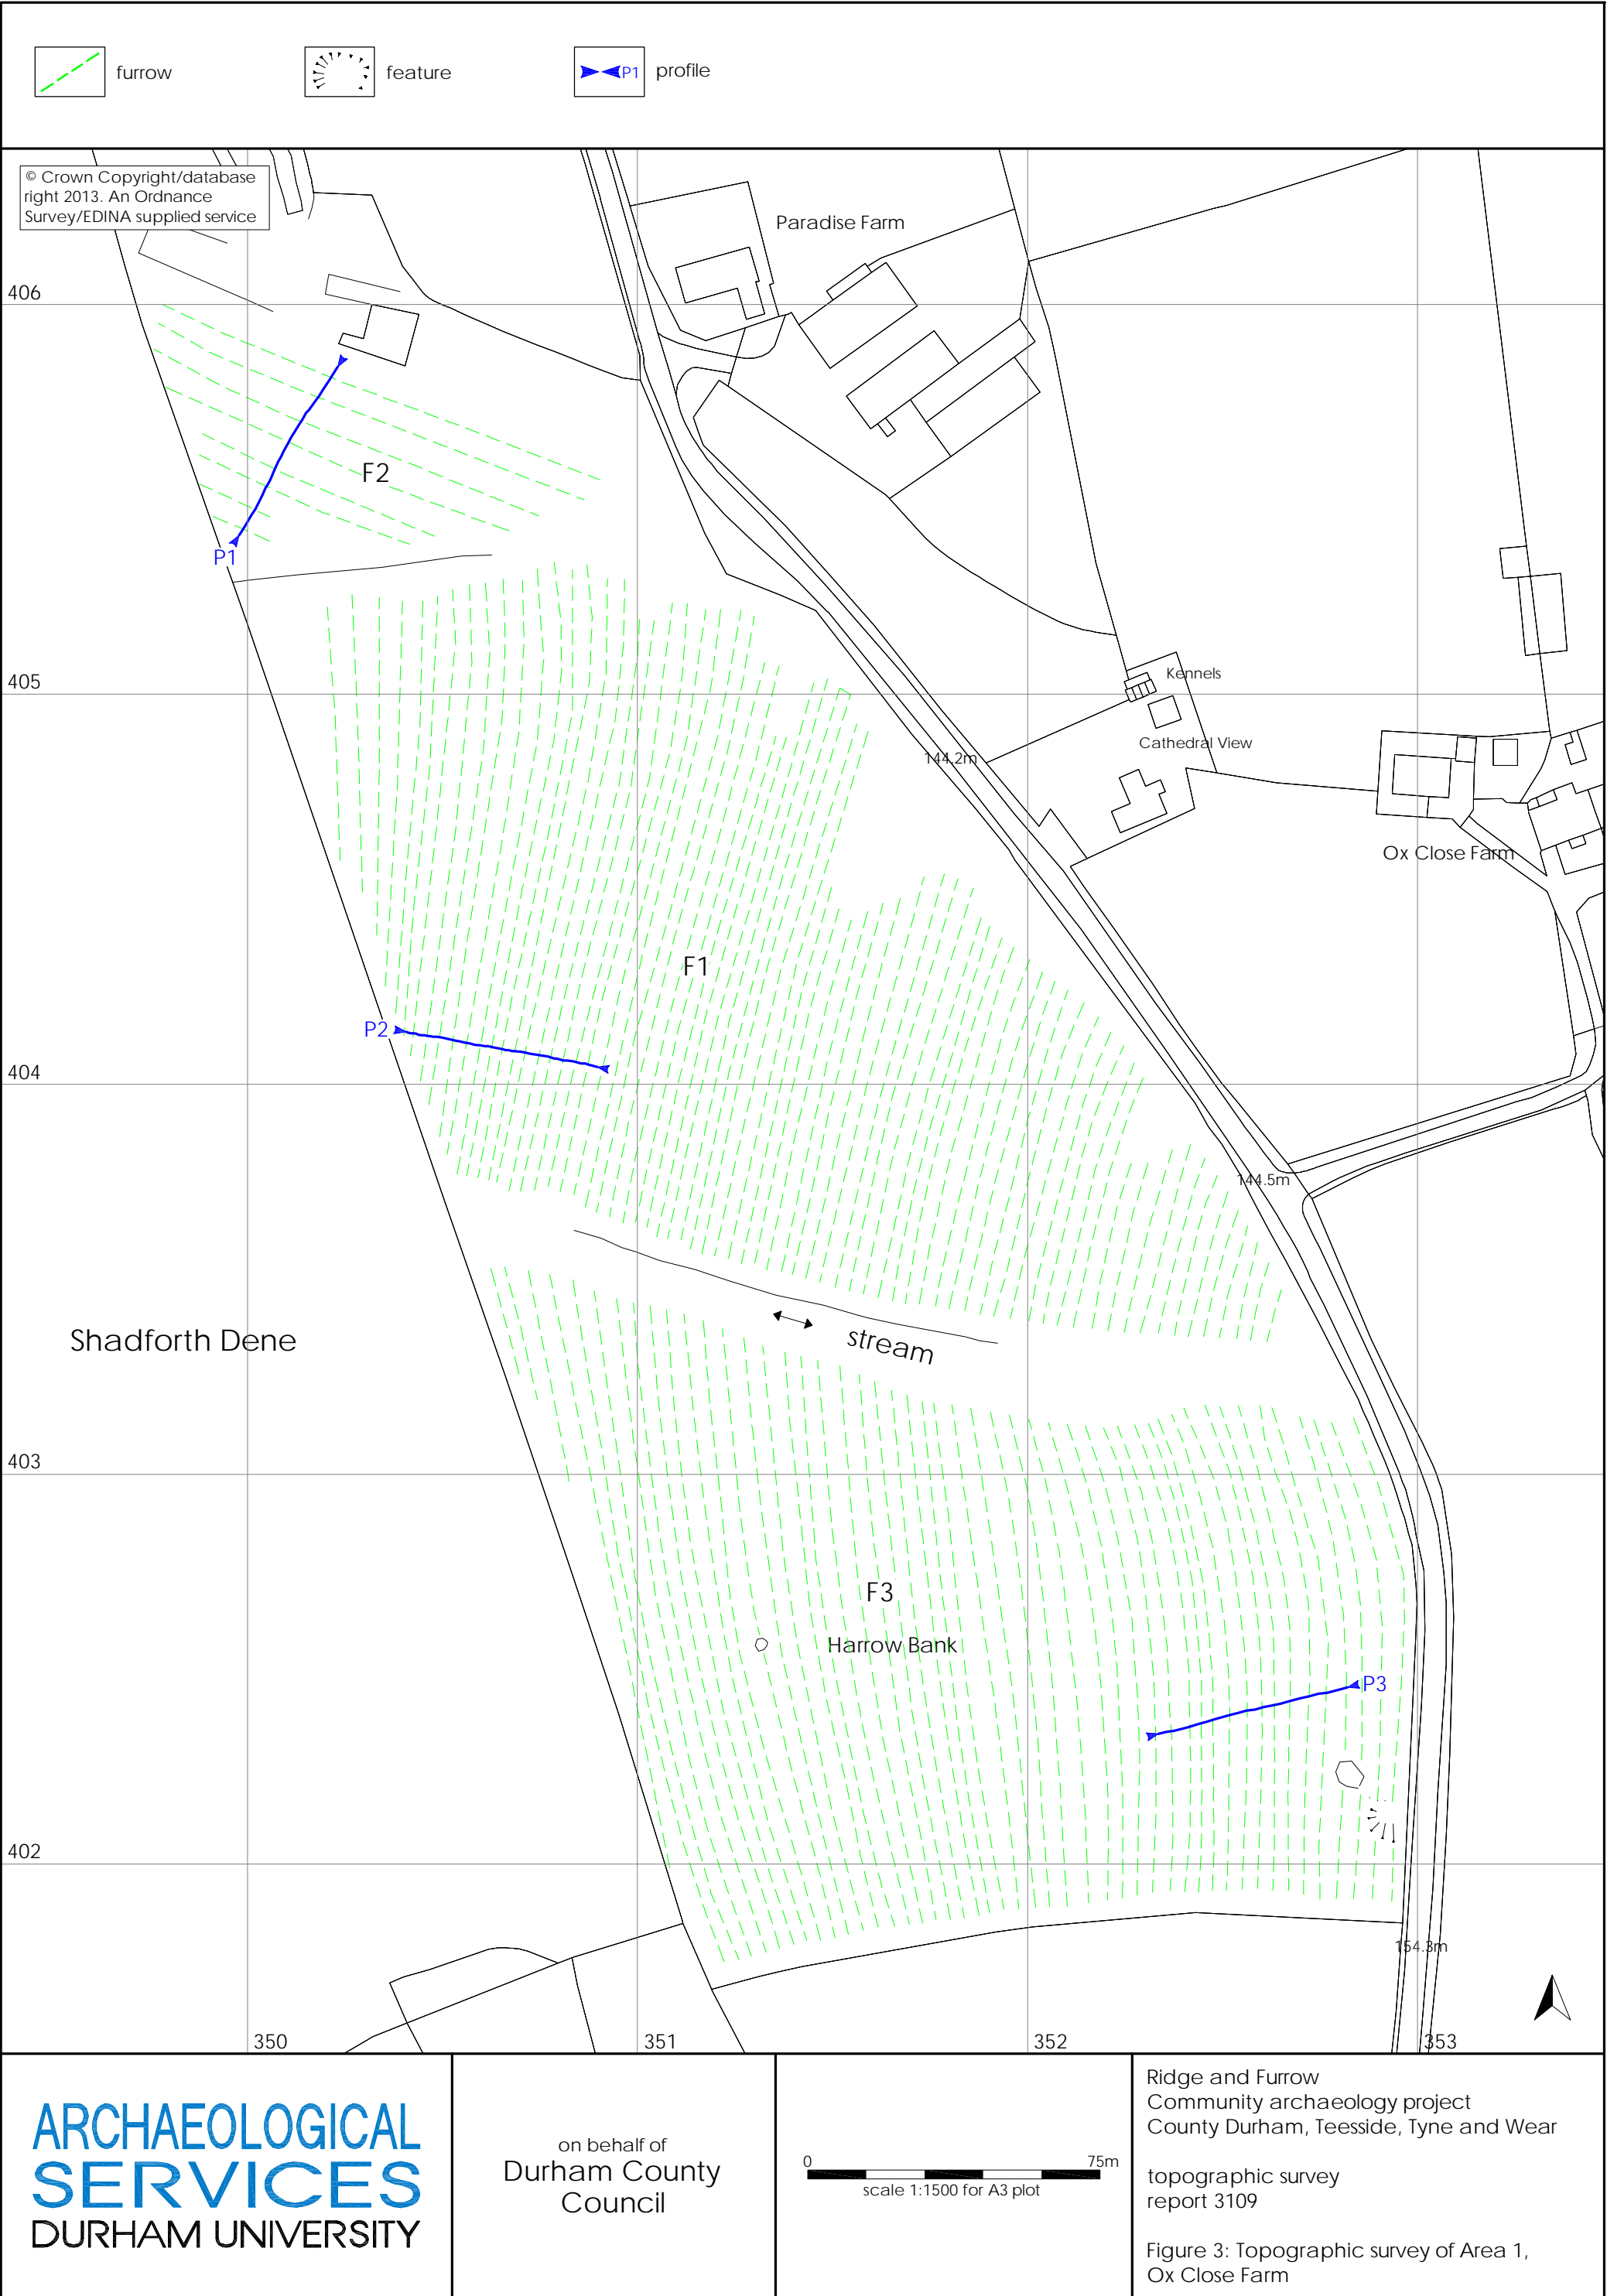 furrow
feature
P1
profile
© Crown Copyright/database
right 2013. An Ordnance
Survey/EDINA supplied service
Paradise Farm
406
F2
P1
405
Kennels
Cathedral View
144.2m
Ox Close Farm
F1
P2
404
144.5m
Shadforth Dene
stream
403
F3
Harrow Bank
P3
402
154.3m
350
351
352
353
ARCHAEOLOGICAL
SERVICES
DURHAM UNIVERSITY
on behalf of
Durham County
Council
0
75m
scale 1:1500 for A3 plot
Ridge and Furrow
Community archaeology project
County Durham, Teesside, Tyne and Wear
topographic survey
report 3109
Figure 3: Topographic survey of Area 1,
Ox Close Farm